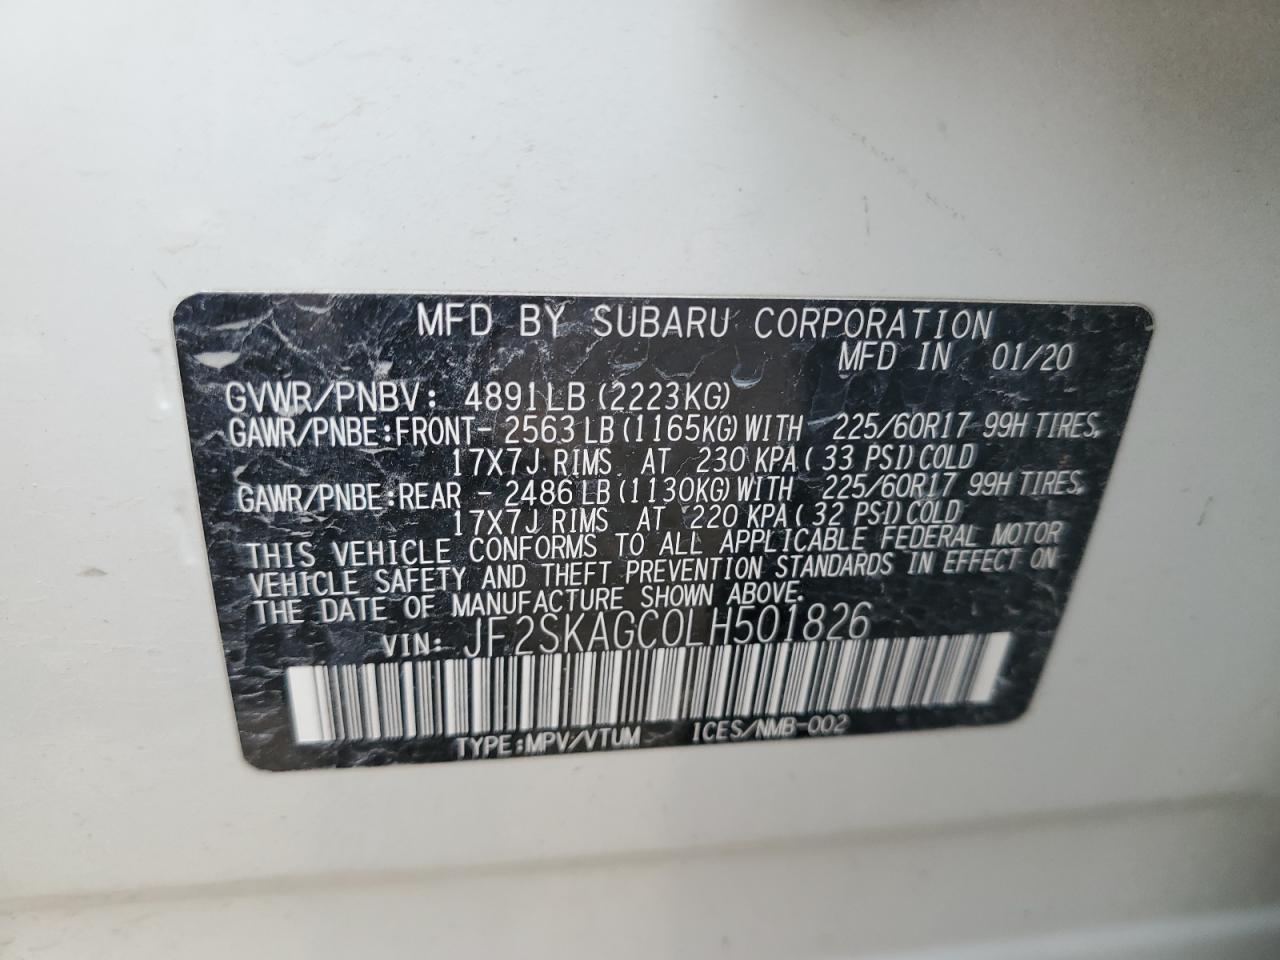 MFD BY SUBARU CORPORATION
MFD IN 01/20
GVWR/PNBV: 4891LB (2223KG)
GAWR/PNBE:FRONT- 2563 LB (1165KG) WITH 225/60R17 99H TIRES,
17X7J RIMS AT 230 KPA ( 33 PSI) COLD
GAWR/PNBE:REAR - 2486 LB (1130KG) WITH 225/60R17 99H TIRES,
17X7J RIMS AT 220 KPA ( 32 PSI) COLD
THIS VEHICLE CONFORMS TO ALL APPLICABLE FEDERAL MOTOR
VEHICLE SAFETY AND THEFT PREVENTION STANDARDS IN EFFECT ON
THE DATE OF MANUFACTURE SHOWN ABOVE.
VIN: JF2SKAGC0LH501826
TYPE:MPV/VTUM ICES/NMB-002